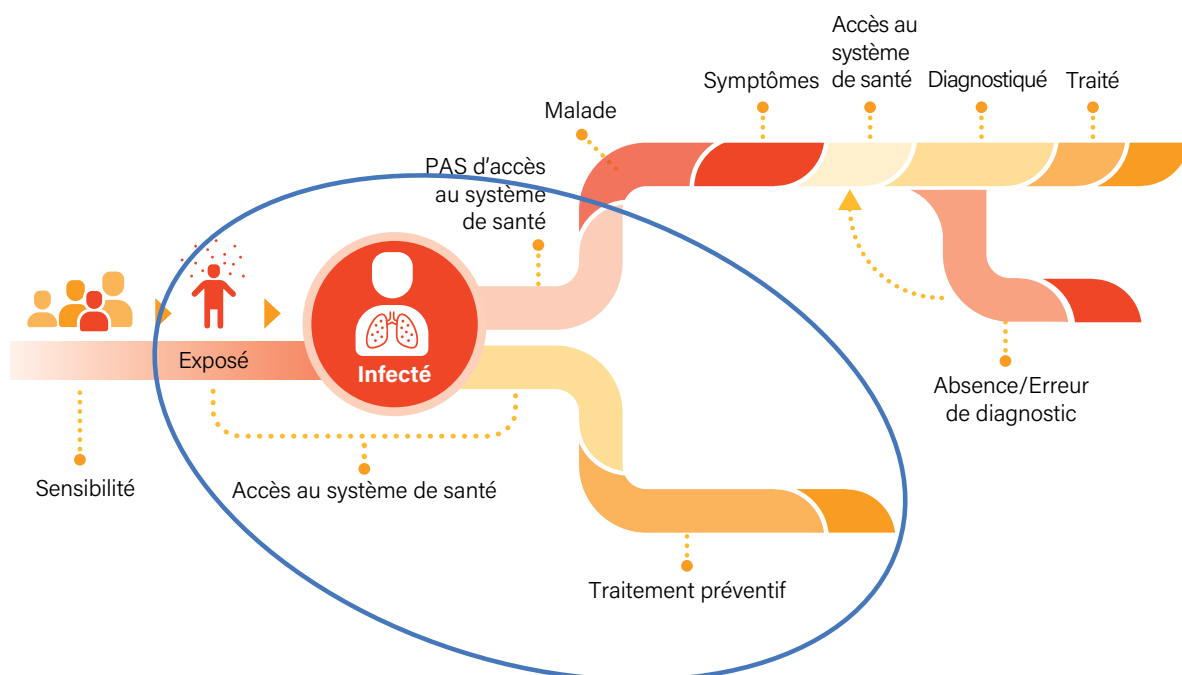 Accès au
système
de santé
Symptômes
Diagnostiqué
Traité
Malade
PAS d’accès
au système
de santé
Exposé
Infecté
Absence/Erreur
de diagnostic
Sensibilité
Accès au système de santé
Traitement préventif